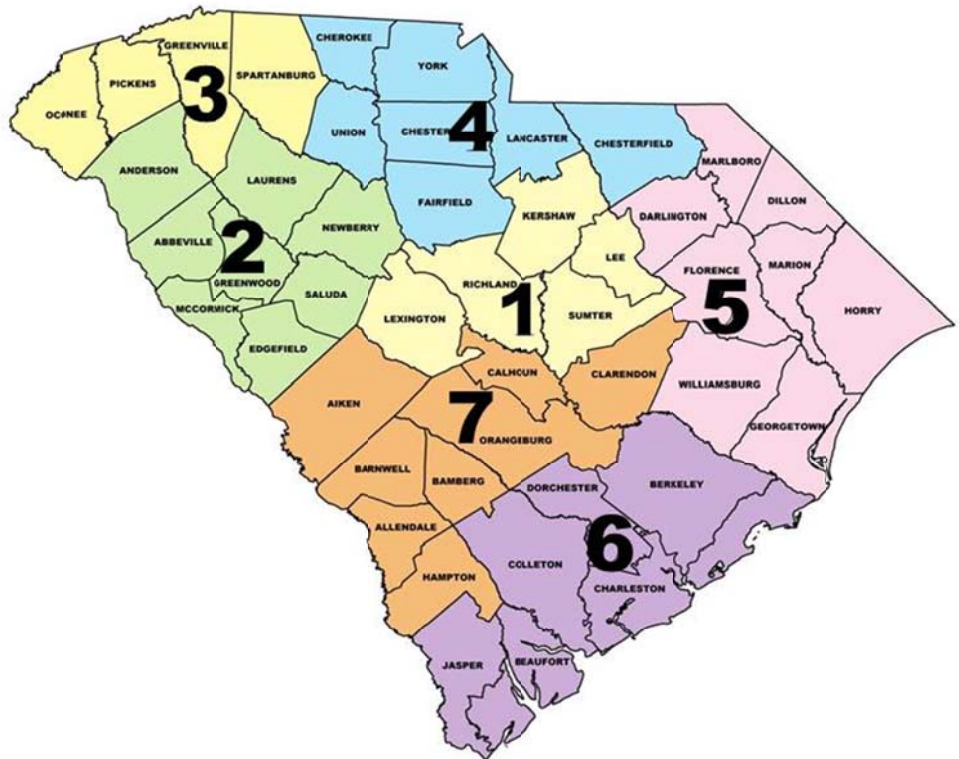 CHEROKEE
GREENVILLE
YORK
SPARTANBURG
PICKENS
3
OCONEE
4
UNION
CHESTER
LANCASTER
CHESTERFIELD
MARLBORO
ANDERSON
LAURENS
DILLON
FAIRFIELD
KERSHAW
DARLINGTON
NEWBERRY
ABBEVILLE
2
LEE
MARION
FLORENCE
GREENWOOD
RICHLAND
SALUDA
5
MCCORMICK
1
HORRY
LEXINGTON
SUMTER
EDGEFIELD
CALHOUN
CLARENDON
WILLIAMSBURG
AIKEN
7
GEORGETOWN
ORANGEBURG
BARNWELL
BAMBERG
DORCHESTER
BERKELEY
ALLENDALE
6
COLLETON
HAMPTON
CHARLESTON
JASPER
BEAUFORT